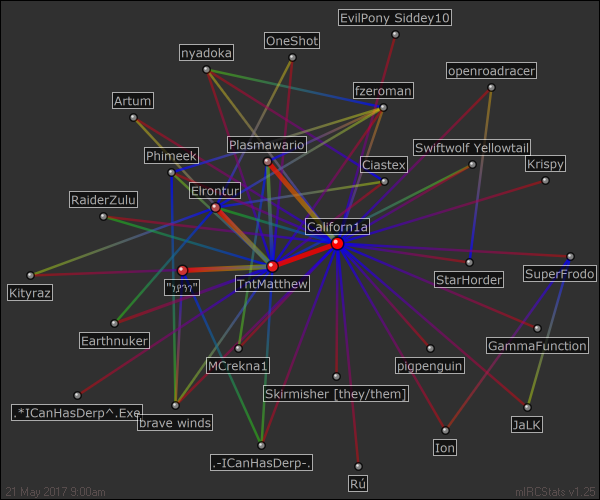 EvilPony Siddey10
OneShot
nyadoka
openroadracer
fzeroman
Artum
Plasmawario
Swiftwolf Yellowtail
Phimeek
Ciastex
Krispy
Elrontur
RaiderZulu
Californ1a
StarHorder
SuperFrodo
TntMatthew
Kityraz
Earthnuker
GammaFunction
MCrekna1
pigpenguin
Skirmisher [they/them]
.*ICanHasDerp^.Exe
brave winds
JaLK
Ion
.-ICanHasDerp-.
Rú
21 May 2017 9:00am
mIRCStats v1.25